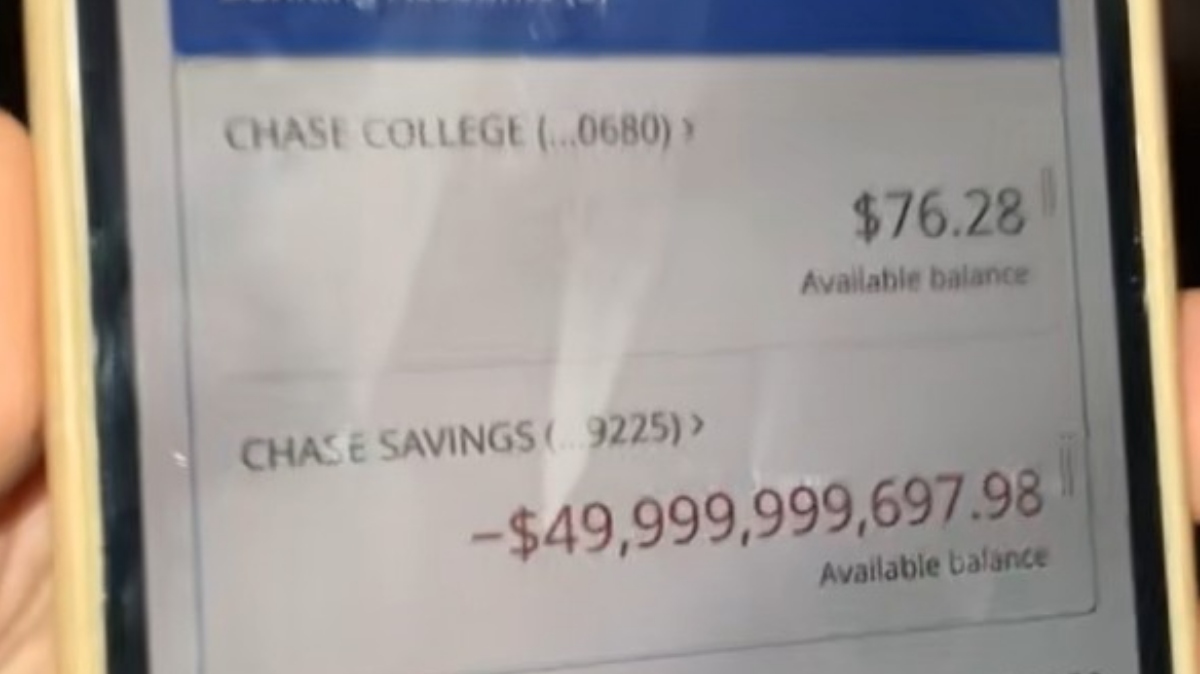 CHASE COLLEGE (...0680) ›
$76.28
Available balance
CHASE SAVINGS (...9225) ›
-$49,999,999,697.98
Available balance